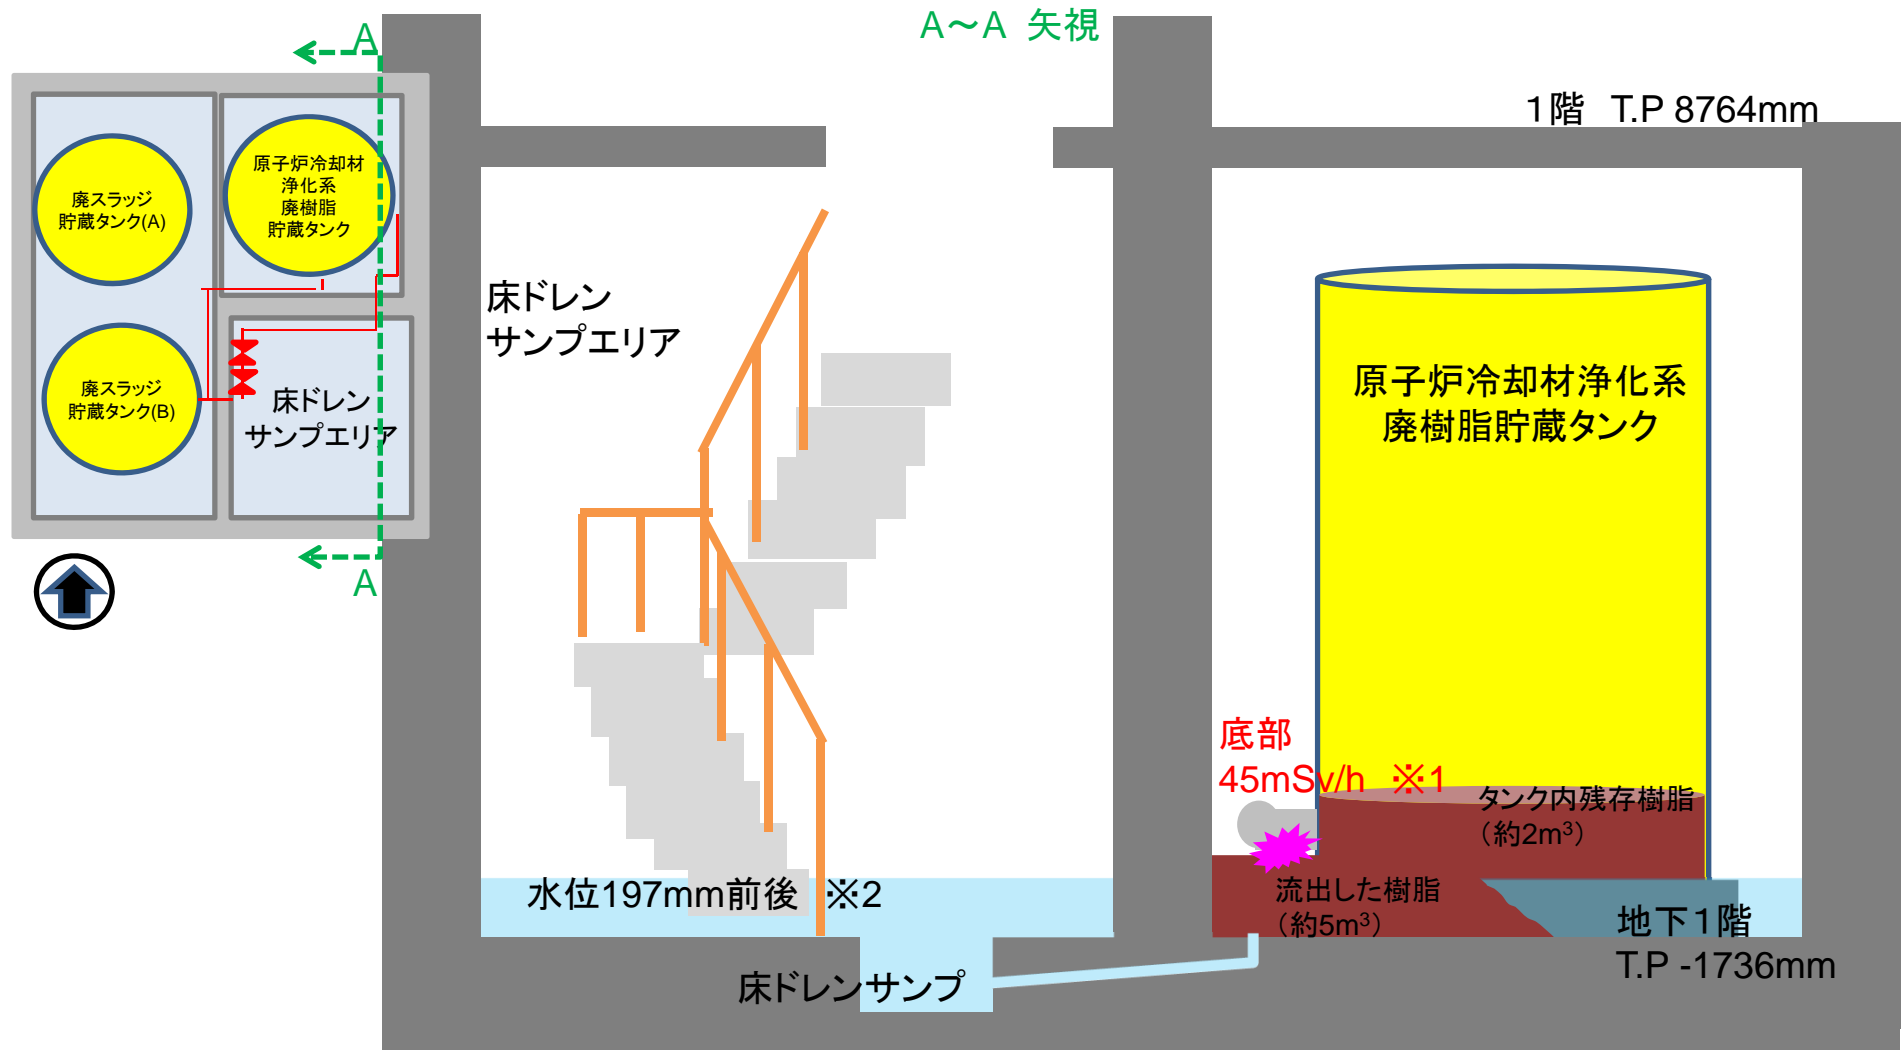 A～A 矢視
A
廃スラッジ
貯蔵タンク(A)
原子炉冷却材
浄化系
廃樹脂
貯蔵タンク
廃スラッジ
貯蔵タンク(B)
床ドレン
サンプエリア
A
1階 T.P 8764mm
床ドレン
サンプエリア
原子炉冷却材浄化系
廃樹脂貯蔵タンク
底部
45mSv/h ※1
タンク内残存樹脂
（約2m³）
水位197mm前後 ※2
流出した樹脂
（約5m³）
地下1階
T.P -1736mm
床ドレンサンプ